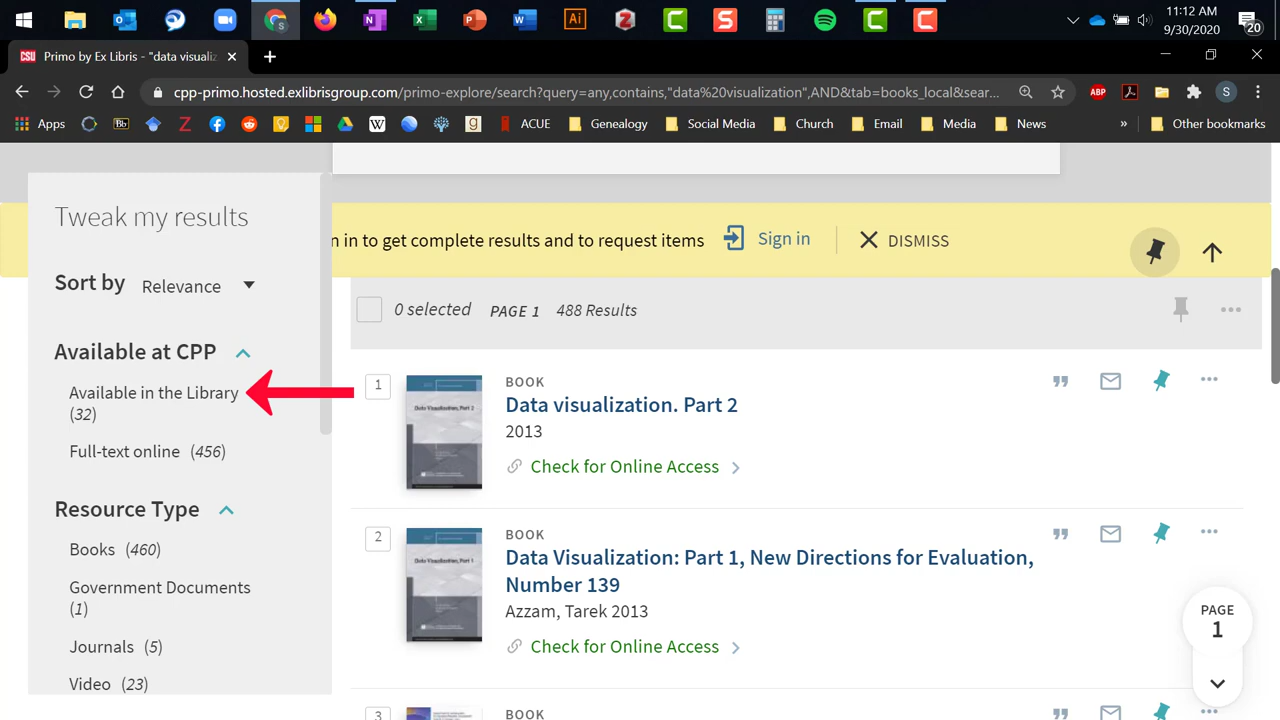 11:12 AM
9/30/2020
20
CSU
Primo by Ex Libris - "data visualiz
cpp-primo.hosted.exlibrisgroup.com/primo-explore/search?query=any,contains,"data%20visualization",AND&tab=books_local&sear...
ABP
S
Apps
Bb
Z
W
g
ACUE
Genealogy
Social Media
Church
Email
Media
News
»
Other bookmarks
Tweak my results
n in to get complete results and to request items
Sign in
DISMISS
Sort by
Relevance
0 selected
PAGE 1
488 Results
Available at CPP
Available in the Library
(32)
Full-text online (456)
Resource Type
Books (460)
Government Documents
(1)
Journals (5)
Video (23)
1
BOOK
Data visualization. Part 2
2013
Check for Online Access
2
BOOK
Data Visualization: Part 1, New Directions for Evaluation,
Number 139
Azzam, Tarek 2013
Check for Online Access
3
BOOK
PAGE
1